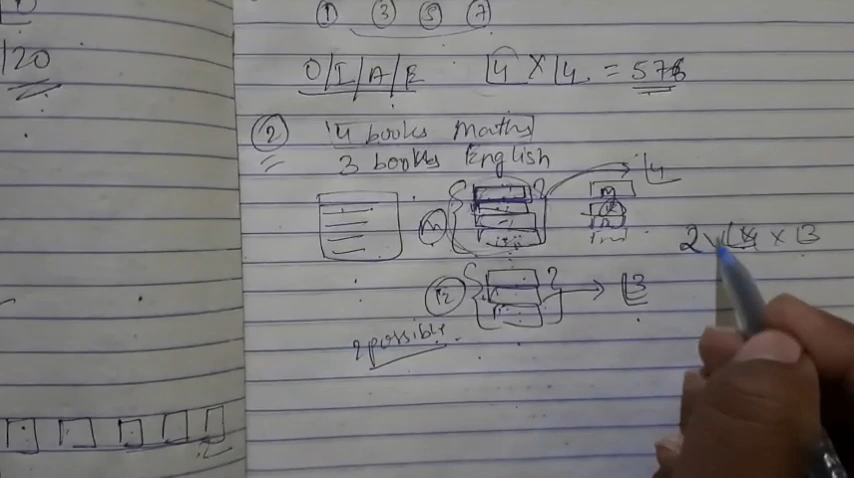 ① ③ ⑤ ⑦
/20
O/I/A/E |4 × |4 = 576
② 4 books Maths
3 books English
|4
M
2 × |4 × |3
|3
2 possible